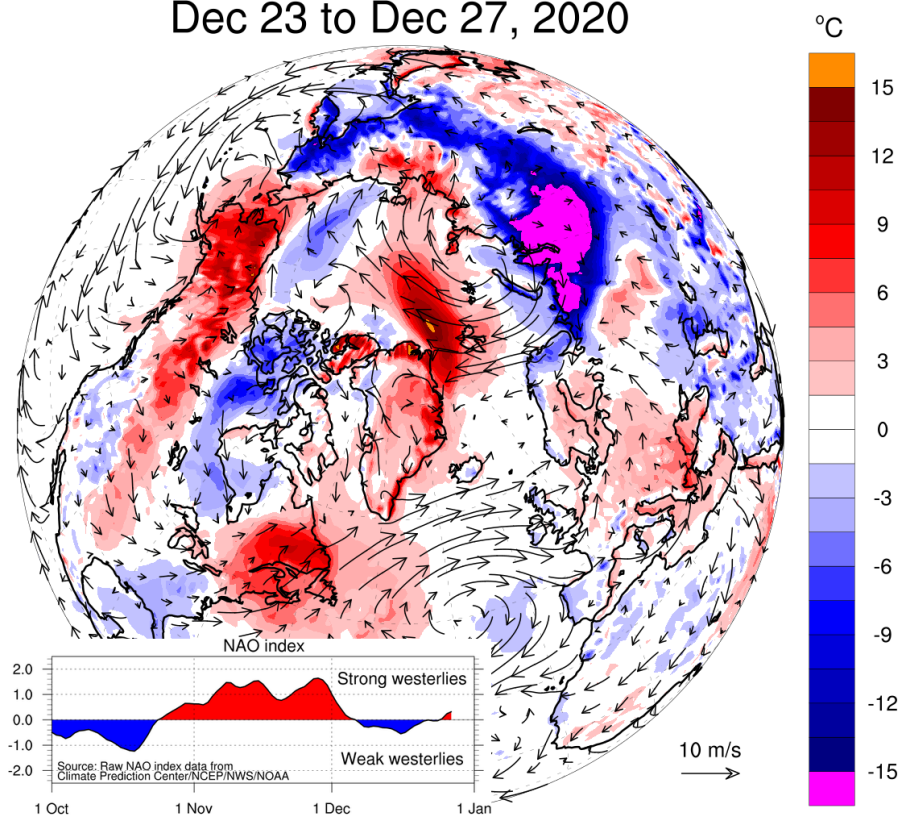 Dec 23 to Dec 27, 2020
°C
15
12
9
6
3
0
-3
-6
-9
-12
-15
10 m/s
NAO index
2.0
1.0
0.0
-1.0
-2.0
Strong westerlies
Weak westerlies
Source: Raw NAO index data from
Climate Prediction Center/NCEP/NWS/NOAA
1 Oct 1 Nov 1 Dec 1 Jan